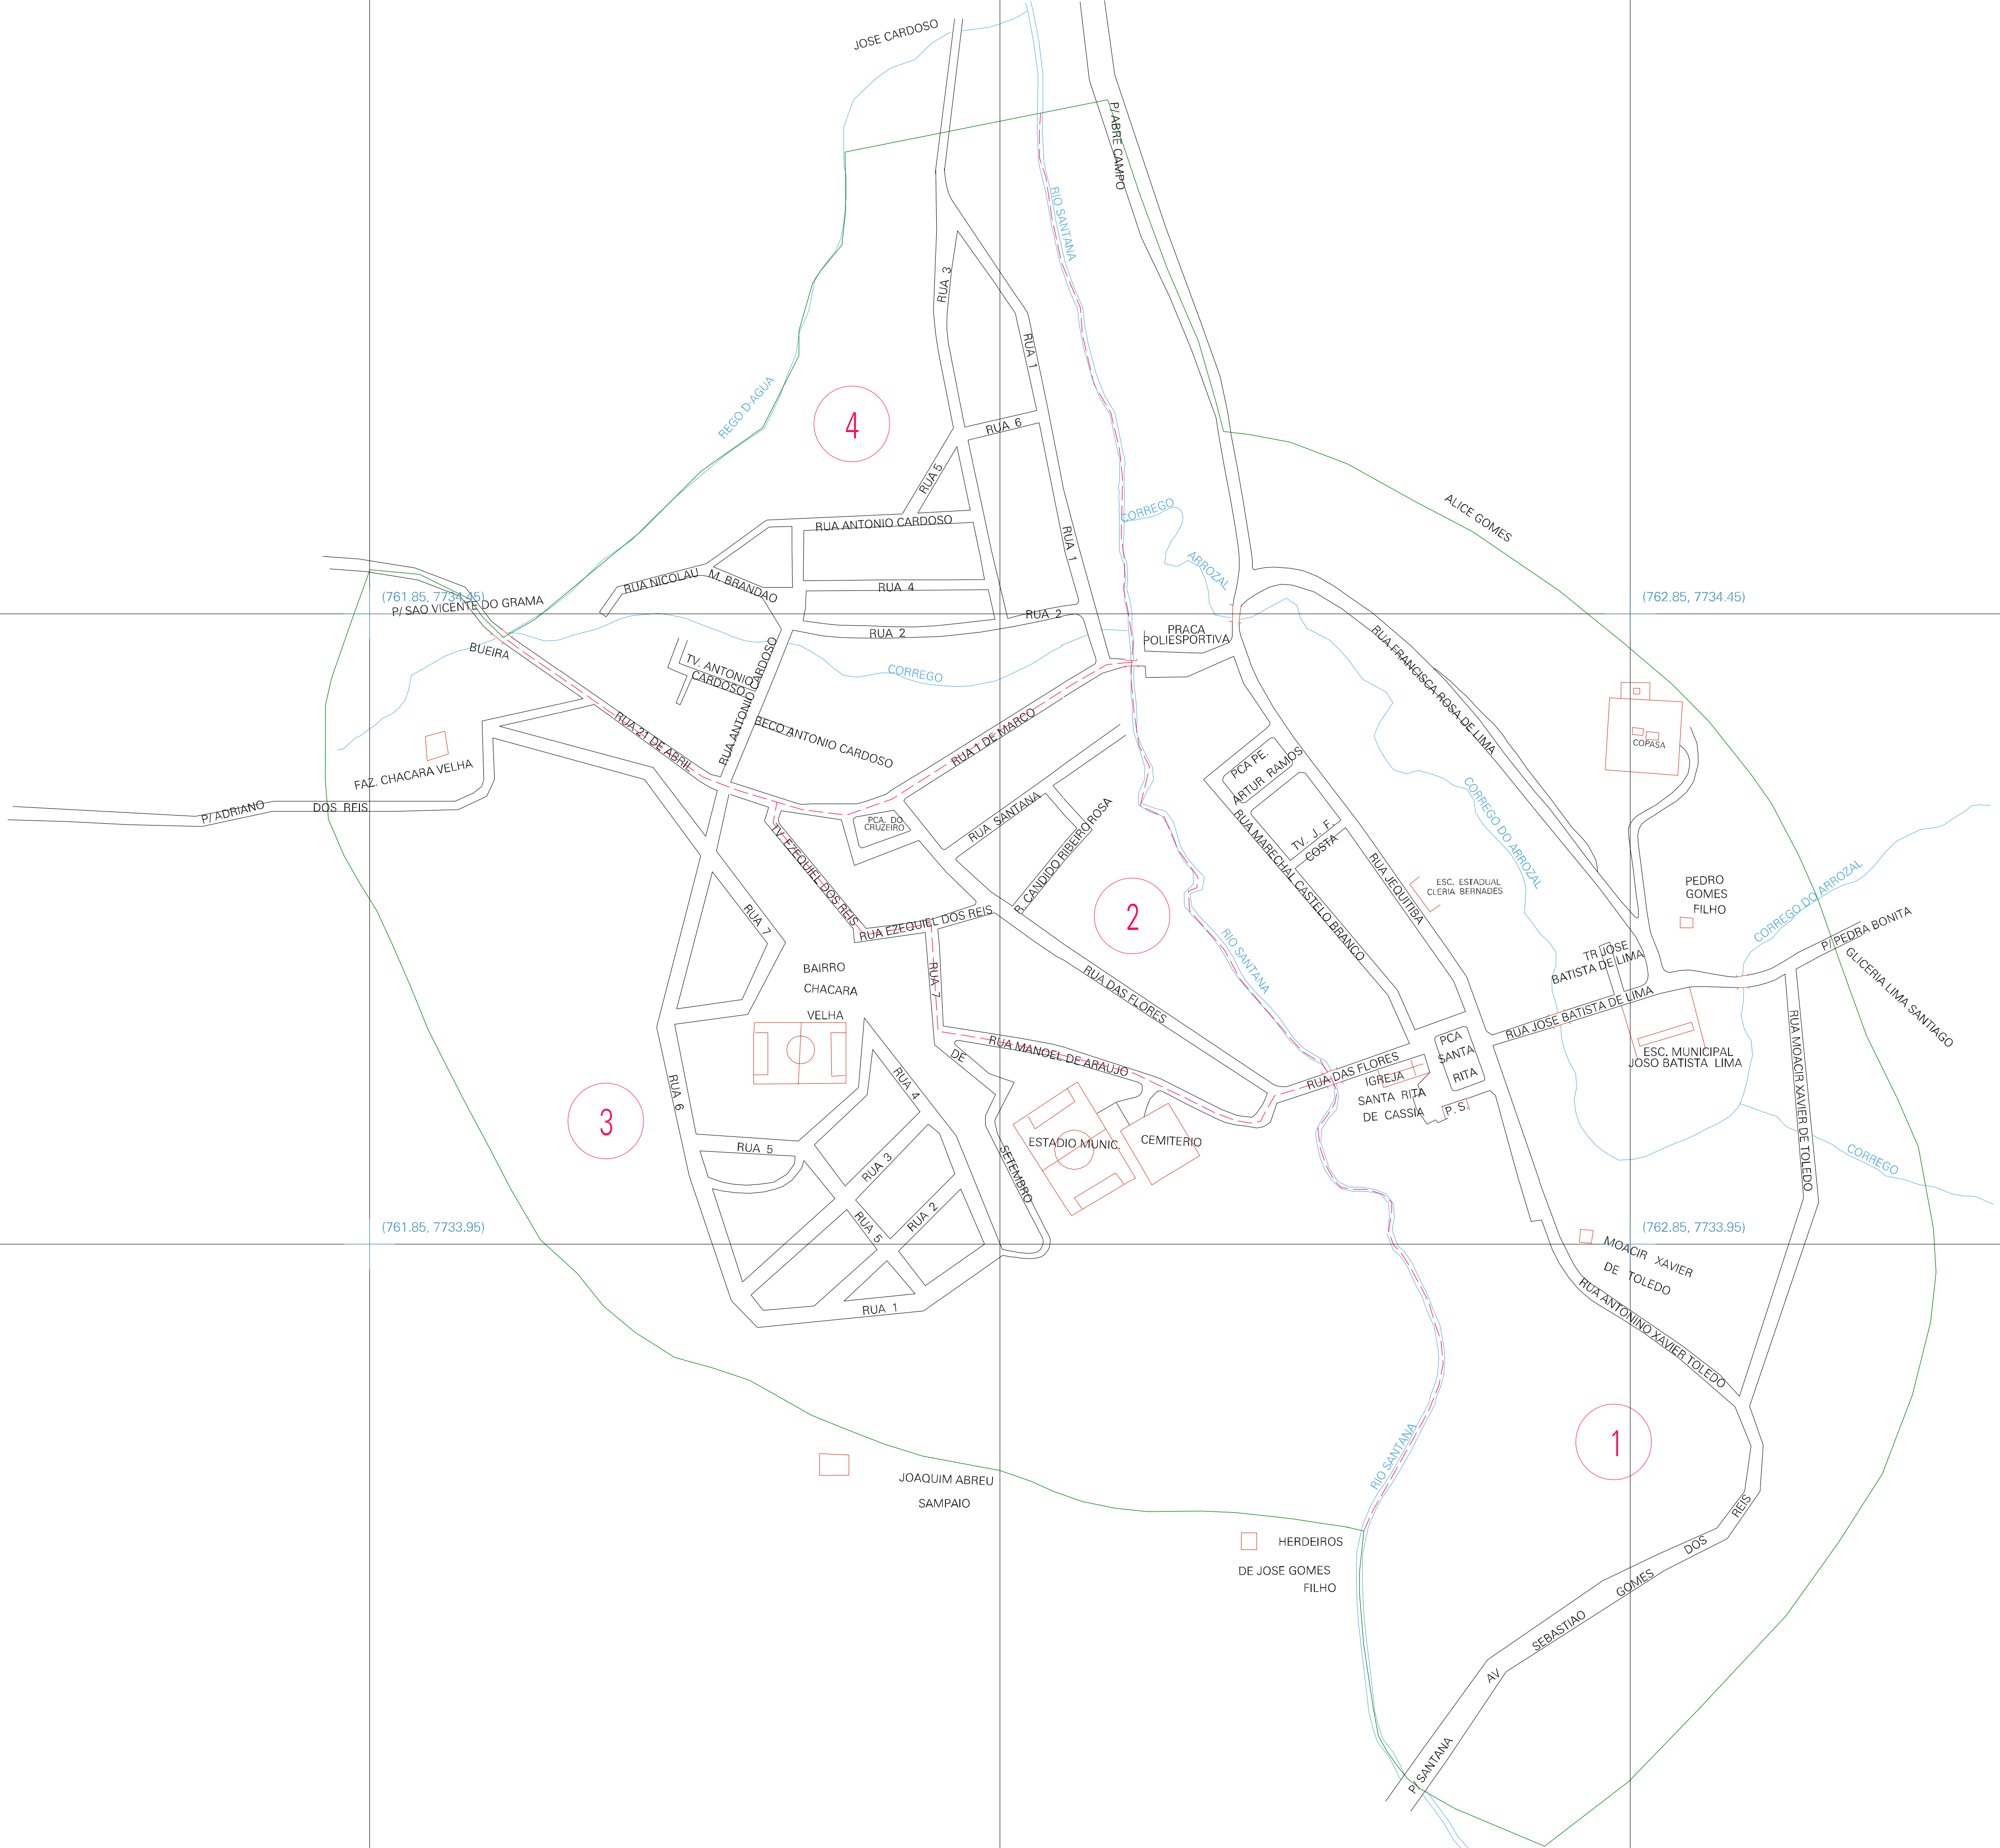 JOSE CARDOSO
P/ ABRE CAMPO
RIO SANTANA
RUA 3
RUA 1
REGO D·AGUA
4
RUA 6
RUA 5
ALICE GOMES
CORREGO
RUA ANTONIO CARDOSO
RUA 1
ARROZAL
RUA NICOLAU
M. BRANDAO
RUA 4
(761.85, 7734.45)
(762.85, 7734.45)
P/ SAO VICENTE DO GRAMA
RUA 2
RUA 2
PRACA
POLIESPORTIVA
BUEIRA
RUA FRANCISCA ROSA DE LIMA
TV. ANTONIO
CARDOSO
RUA ANTONIO CARDOSO
CORREGO
RUA 21 DE ABRIL
BECO ANTONIO CARDOSO
RUA 1 DE MARCO
COPASA
FAZ. CHACARA VELHA
PCA PE.
ARTUR RAMOS
P/ ADRIANO
DOS REIS
PCA. DO
CRUZEIRO
RUA SANTANA
R. CANDIDO RIBEIRO ROSA
TV. J. F.
COSTA
CORREGO DO ARROZAL
TV. EZEQUIEL DOS REIS
RUA MARECHAL CASTELO BRANCO
RUA JEQUITIBA
ESC. ESTADUAL
CLERIA BERNADES
PEDRO
GOMES
FILHO
CORREGO DO ARROZAL
RUA 7
2
RUA EZEQUIEL DOS REIS
P/ PEDRA BONITA
GLICERIA LIMA SANTIAGO
TR JOSE
BATISTA DE LIMA
BAIRRO
CHACARA
VELHA
RUA 7
RUA DAS FLORES
RIO SANTANA
RUA JOSE BATISTA DE LIMA
RUA MANOEL DE ARAUJO
DE
PCA
SANTA
RITA
ESC. MUNICIPAL
JOSO BATISTA LIMA
RUA MOACIR XAVIER DE TOLEDO
RUA DAS FLORES
IGREJA
SANTA RITA
DE CASSIA
P. S.
3
RUA 6
RUA 4
ESTADIO MUNIC.
CEMITERIO
RUA 5
RUA 3
SETEMBRO
CORREGO
RUA 5
RUA 2
(761.85, 7733.95)
(762.85, 7733.95)
MOACIR XAVIER
DE TOLEDO
RUA 1
RUA ANTONINO XAVIER TOLEDO
RIO SANTANA
1
JOAQUIM ABREU
SAMPAIO
HERDEIROS
DE JOSE GOMES
FILHO
AV SEBASTIAO GOMES DOS REIS
P/ SANTANA